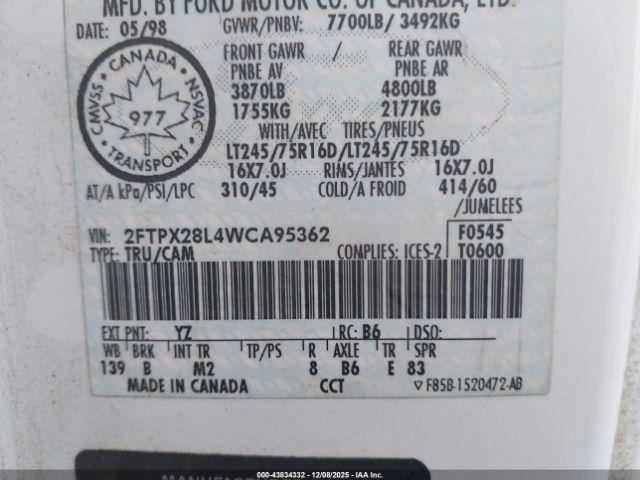 MFD. BY FORD MOTOR CO. OF CANADA, LTD.
DATE: 05/98 GVWR/PNBV: 7700LB/ 3492KG
FRONT GAWR / REAR GAWR
PNBE AV PNBE AR
3870LB 4800LB
1755KG 2177KG
WITH/AVEC TIRES/PNEUS
LT245/75R16D/LT245/75R16D
16X7.0J RIMS/JANTES 16X7.0J
AT/A kPa/PSI/LPC 310/45 COLD/A FROID 414/60
/JUMELEES
CANADA
CMVSS NSVAC
977
TRANSPORT
VIN: 2FTPX28L4WCA95362 F0545
TYPE: TRU/CAM COMPLIES: ICES-2 T0600
EXT PNT: YZ RC: B6 DSO:
WB BRK INT TR TP/PS R AXLE TR SPR
139 B M2 8 B6 E 83
MADE IN CANADA CCT F85B-1520472-AB
MANUFAC
000-43834332 | 12/08/2025 - IAA Inc.